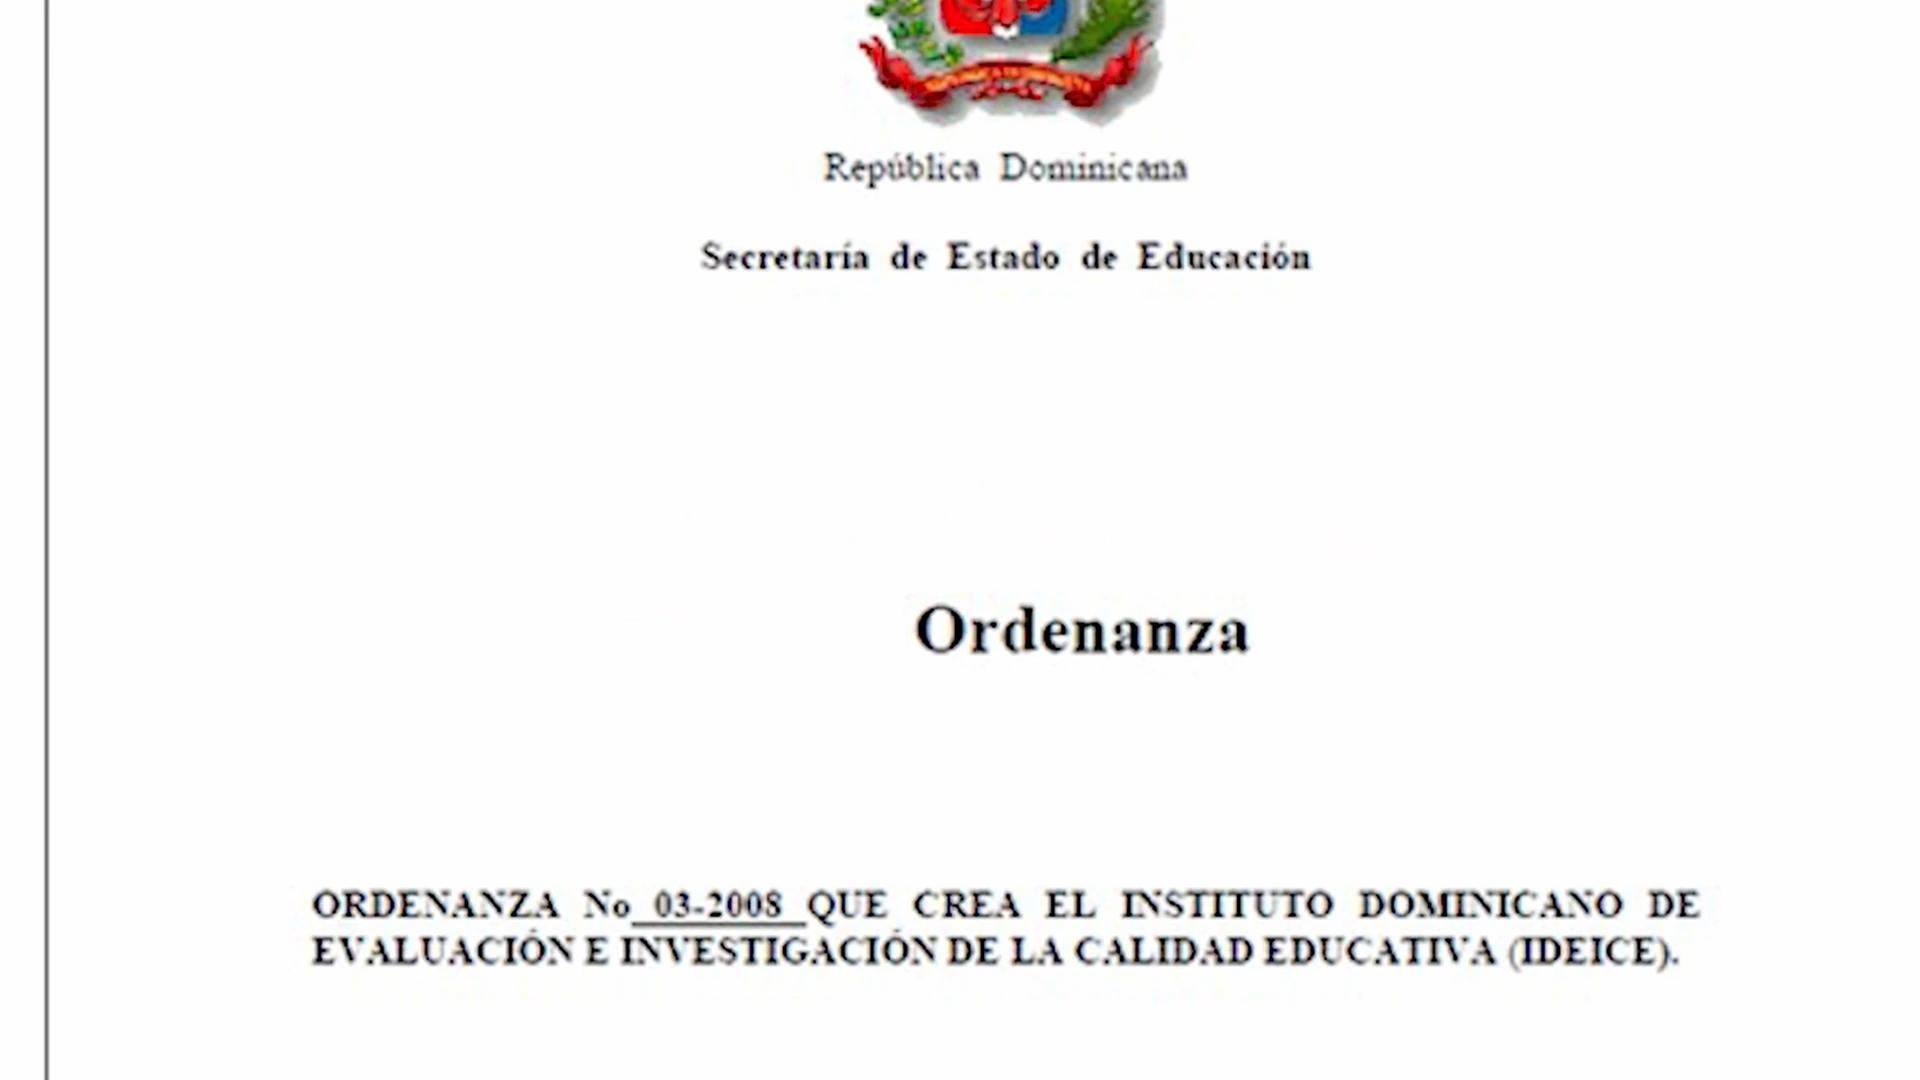 República Dominicana
Secretaría de Estado de Educación
Ordenanza
ORDENANZA No 03-2008 QUE CREA EL INSTITUTO DOMINICANO DE
EVALUACIÓN E INVESTIGACIÓN DE LA CALIDAD EDUCATIVA (IDEICE).